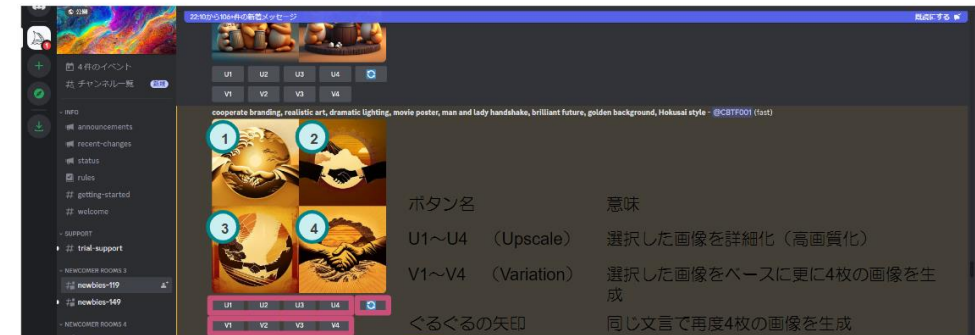 公開
22:10から106+件の新着メッセージ
既読にする
4 件のイベント
チャンネル一覧 新規
U1 U2 U3 U4
V1 V2 V3 V4
INFO
announcements
recent-changes
status
rules
getting-started
welcome
SUPPORT
trial-support
NEWCOMER ROOMS 3
newbies-119
newbies-149
NEWCOMER ROOMS 4
cooperate branding, realistic art, dramatic lighting, movie poster, man and lady handshake, brilliant future, golden background, Hokusai style - @CBTF001 (fast)
1 2
3 4
U1 U2 U3 U4
V1 V2 V3 V4
ボタン名 意味
U1～U4 （Upscale） 選択した画像を詳細化（高画質化）
V1～V4 （Variation） 選択した画像をベースに更に4枚の画像を生
成
ぐるぐるの矢印 同じ文言で再度4枚の画像を生成